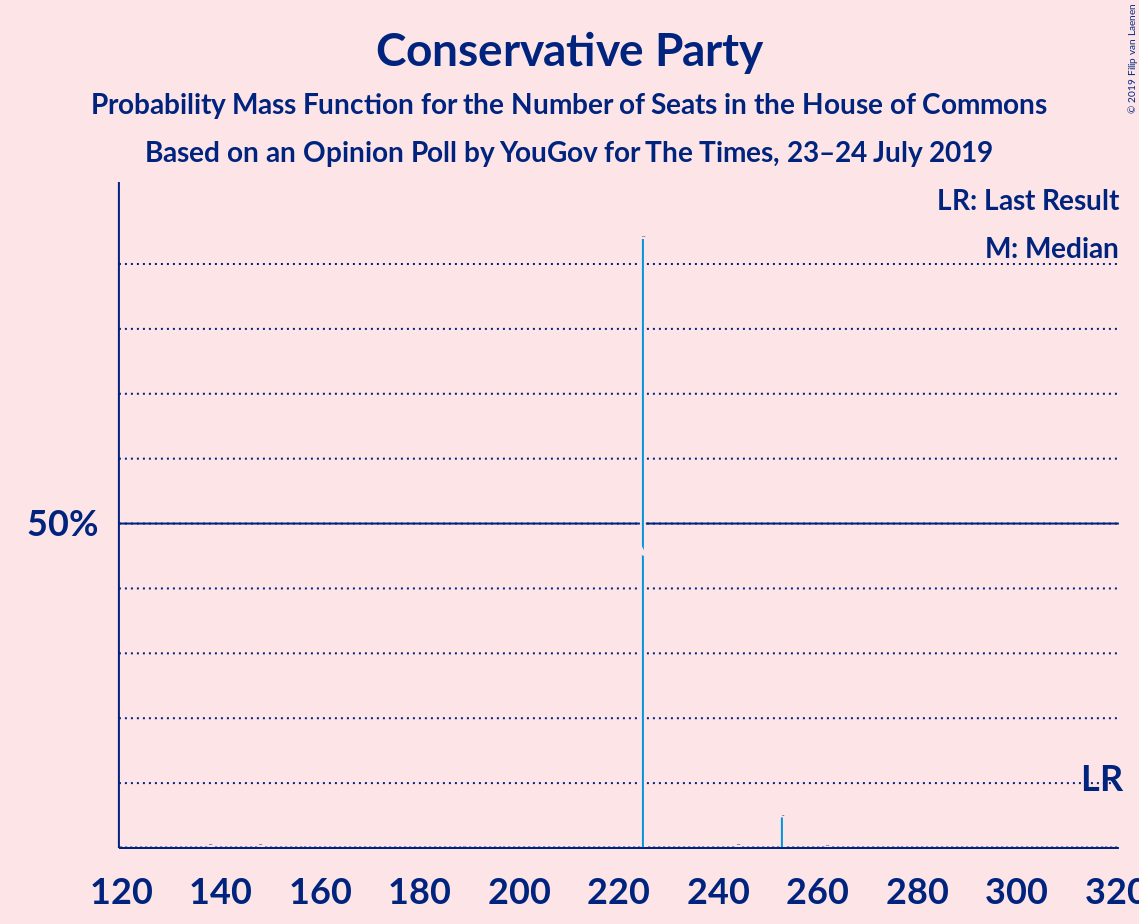 Conservative Party
Probability Mass Function for the Number of Seats in the House of Commons
Based on an Opinion Poll by YouGov for The Times, 23–24 July 2019
© 2019 Filip van Laenen
LR: Last Result
M: Median
50%
LR
120 140 160 180 200 220 240 260 280 300 320